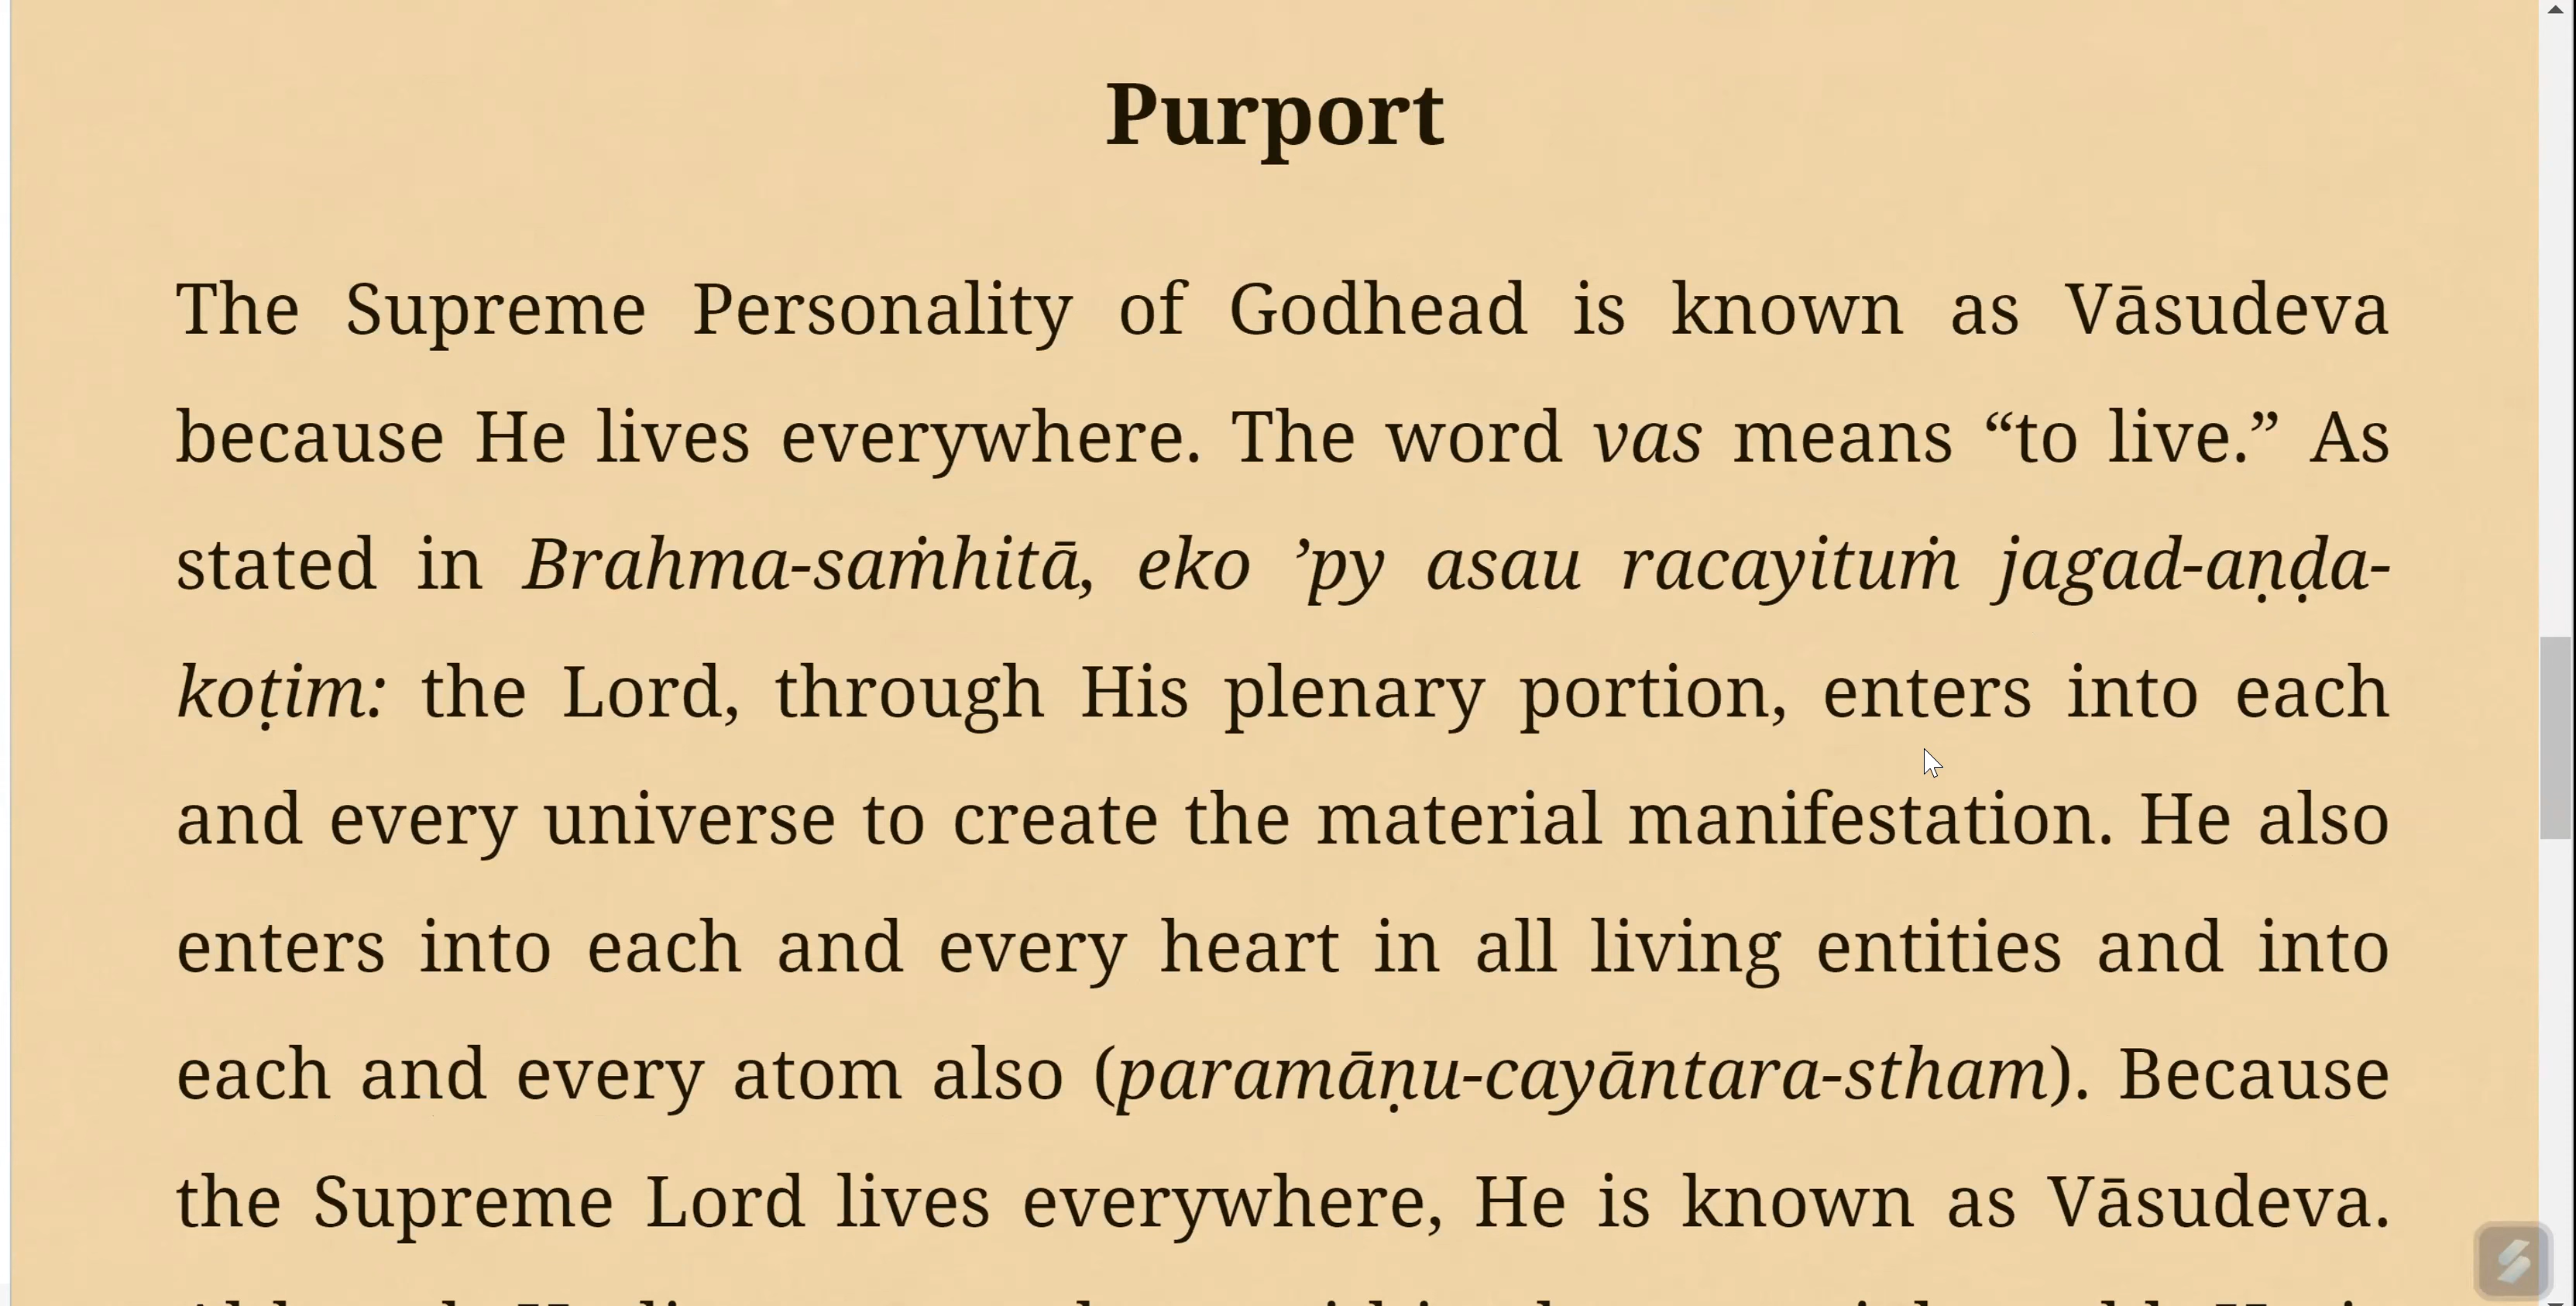 Purport
The Supreme Personality of Godhead is known as Vāsudeva
because He lives everywhere. The word vas means “to live.” As
stated in Brahma-saṁhitā, eko ’py asau racayituṁ jagad-aṇḍa-
koṭim: the Lord, through His plenary portion, enters into each
and every universe to create the material manifestation. He also
enters into each and every heart in all living entities and into
each and every atom also (paramāṇu-cayāntara-stham). Because
the Supreme Lord lives everywhere, He is known as Vāsudeva.